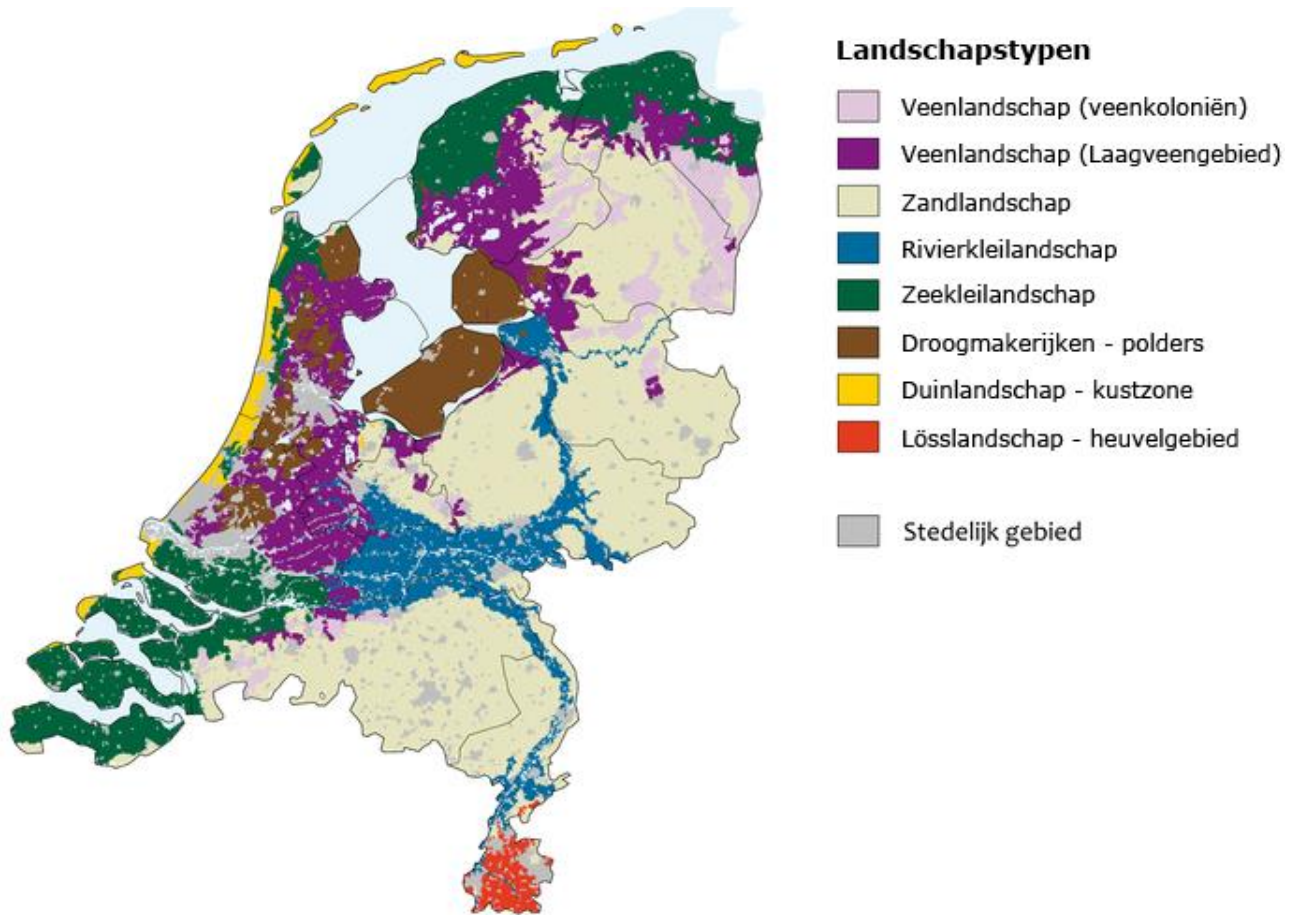 Landschapstypen
Veenlandschap (veenkoloniën)
Veenlandschap (Laagveengebied)
Zandlandschap
Rivierkleilandschap
Zeekleilandschap
Droogmakerijken - polders
Duinlandschap - kustzone
Lösslandschap - heuvelgebied
Stedelijk gebied